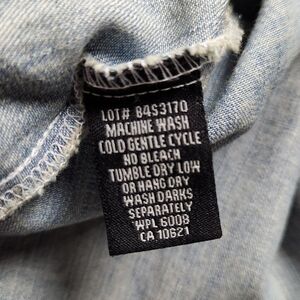 LOT# 84S3170
MACHINE WASH
COLD GENTLE CYCLE
NO BLEACH
TUMBLE DRY LOW
OR HANG DRY
WASH DARKS
SEPARATELY
WPL 6008
CA 10621